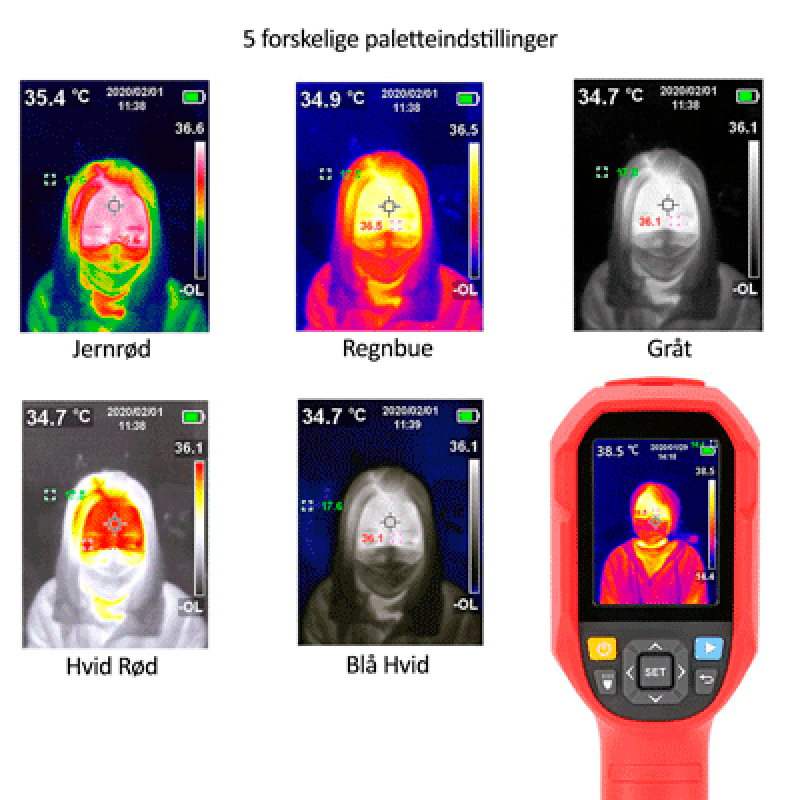 5 forskelige paletteindstillinger
35.4 °C 2020/02/01
11:38
36.6
-OL
Jernrød
34.9 °C 2020/02/01
11:38
36.5
36.5
-OL
Regnbue
34.7 °C 2020/02/01
11:38
36.1
36.1
-OL
Gråt
34.7 °C 2020/02/01
11:38
36.1
-OL
Hvid Rød
34.7 °C 2020/02/01
11:39
36.1
17.6
36.1
-OL
Blå Hvid
38.5 °C
38.5
SET